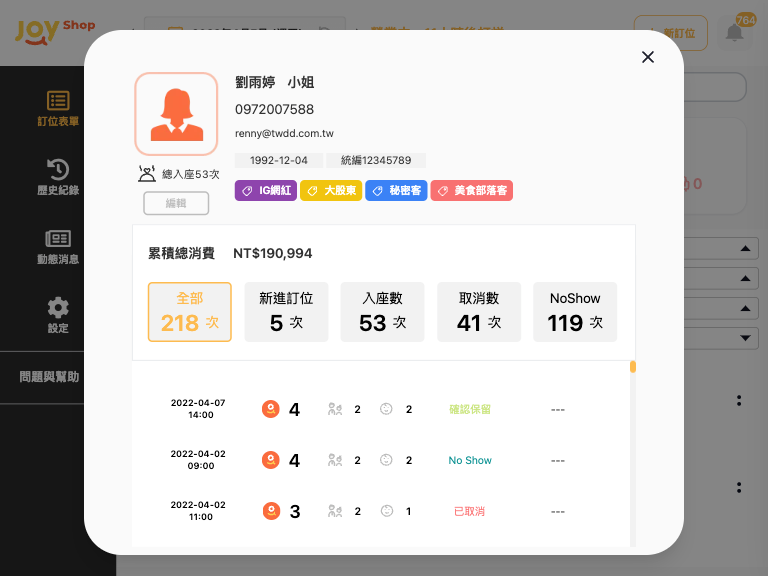 JOY Shop
764
訂位表單
歷史紀錄
動態消息
設定
問題與幫助
0
劉雨婷 小姐
0972007588
renny@twdd.com.tw
總入座53次
1992-12-04 統編12345789
編輯
IG網紅 大股東 秘密客 美食部落客
累積總消費 NT$190,994
全部 新進訂位 入座數 取消數 NoShow
218 次 5 次 53 次 41 次 119 次
2022-04-07
14:00
4 2 2 確認保留 ---
2022-04-02
09:00
4 2 2 No Show ---
2022-04-02
11:00
3 2 1 已取消 ---